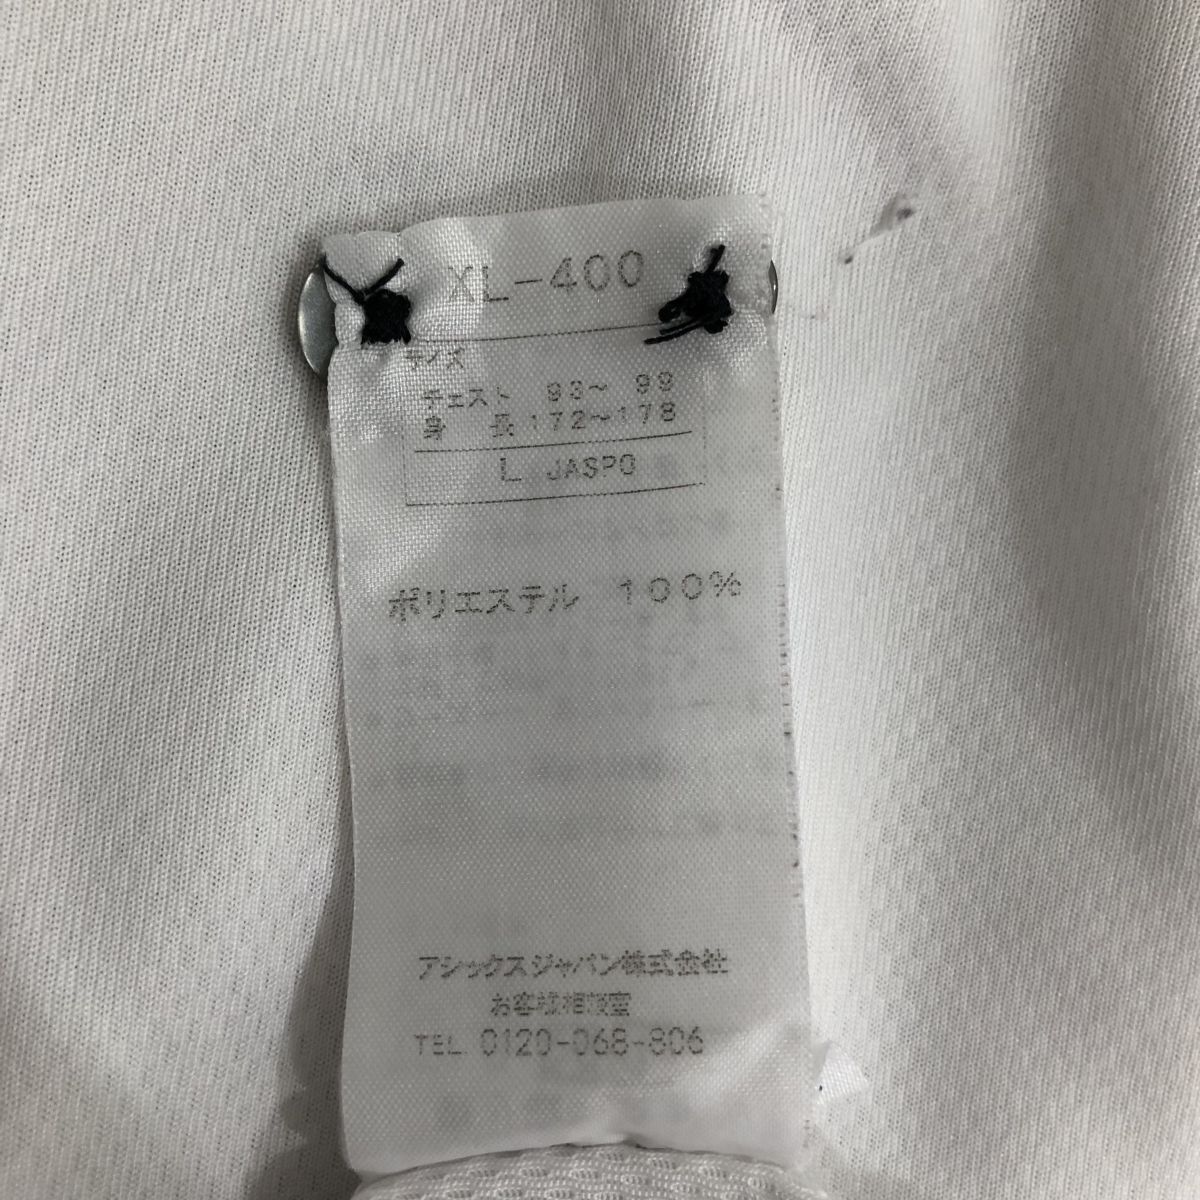 XL-400
サイズ
チェスト 93〜 99
身 長 172〜178
L JASPO
ポリエステル 100%
アシックスジャパン株式会社
お客様相談室
TEL. 0120-068-806